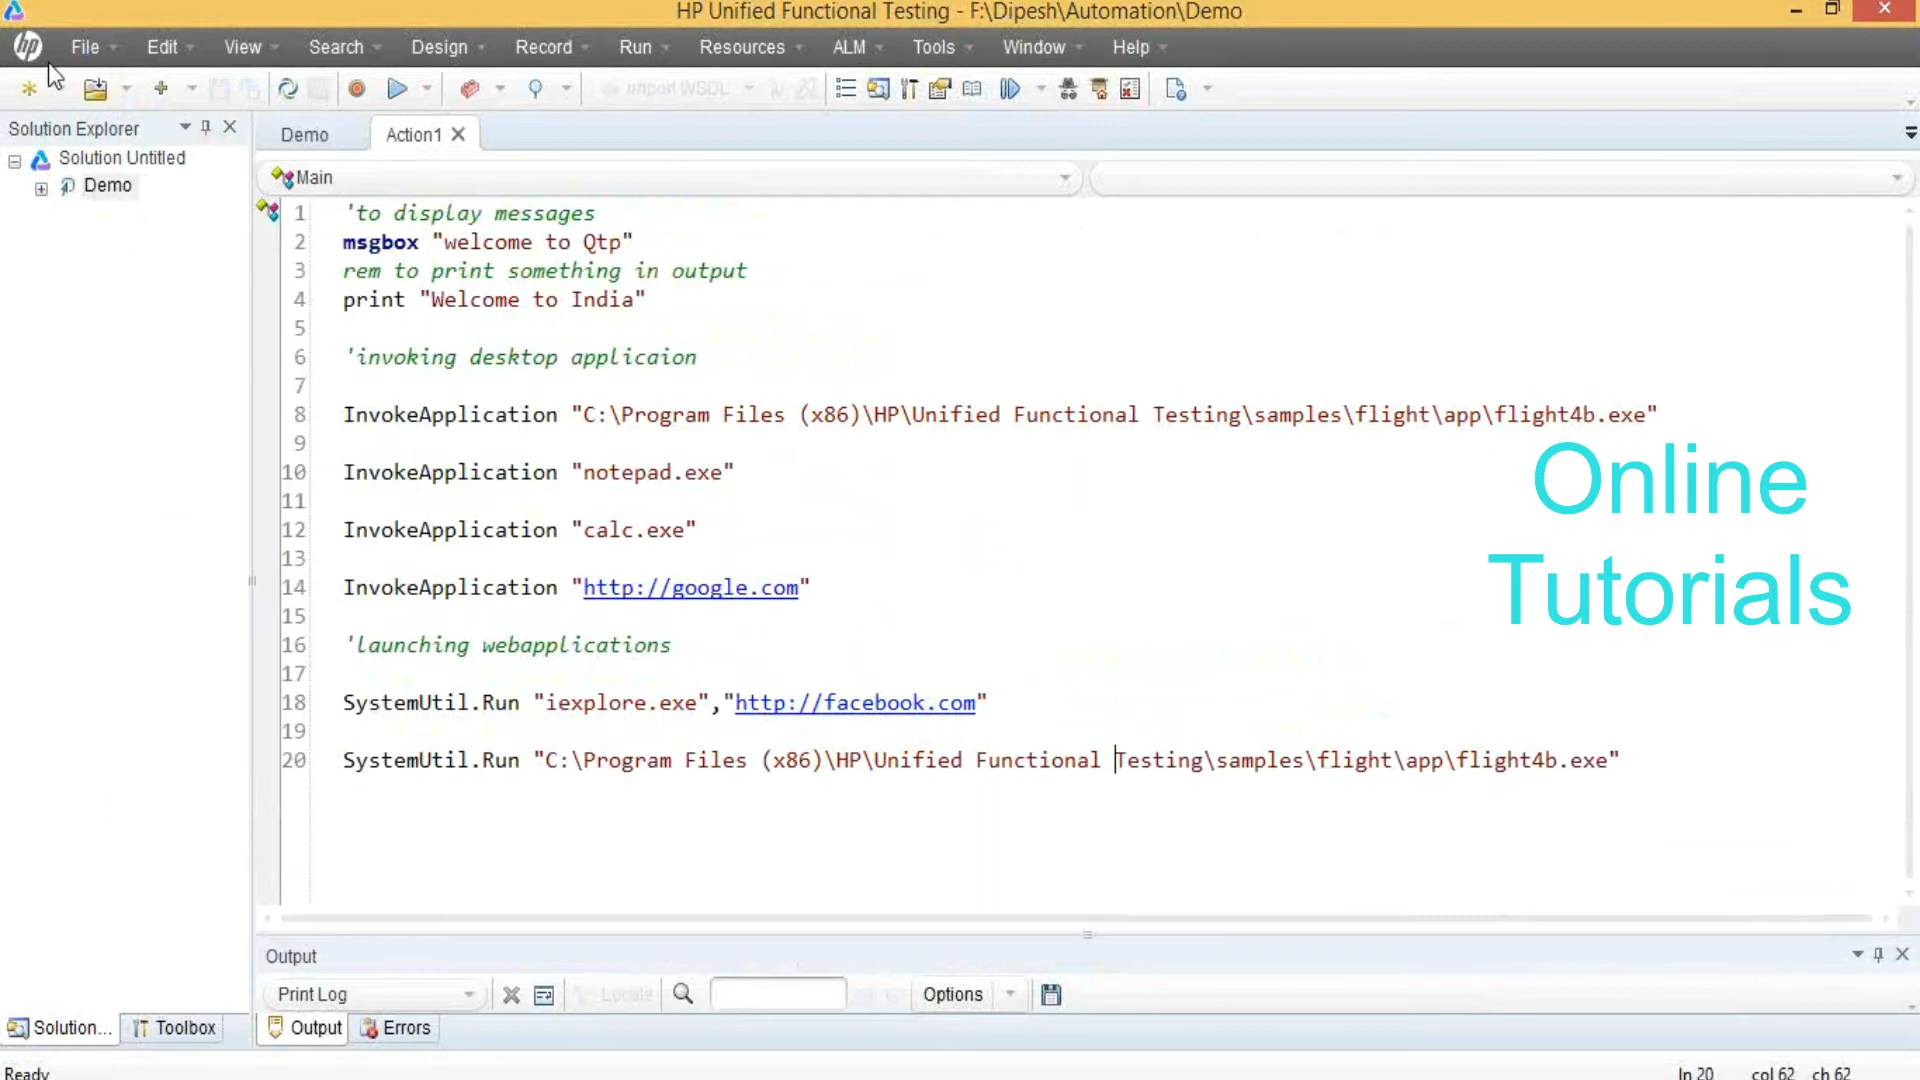 HP Unified Functional Testing - F:\Dipesh\Automation\Demo
hp File Edit View Search Design Record Run Resources ALM Tools Window Help
Import WSDL
Solution Explorer
Demo Action1
Solution Untitled
Demo
Main
1 'to display messages
2 msgbox "welcome to Qtp"
3 rem to print something in output
4 print "Welcome to India"
5
6 'invoking desktop applicaion
7
8 InvokeApplication "C:\Program Files (x86)\HP\Unified Functional Testing\samples\flight\app\flight4b.exe"
9
10 InvokeApplication "notepad.exe"
11
12 InvokeApplication "calc.exe"
13
14 InvokeApplication "http://google.com"
15
16 'launching webapplications
17
18 SystemUtil.Run "iexplore.exe","http://facebook.com"
19
20 SystemUtil.Run "C:\Program Files (x86)\HP\Unified Functional Testing\samples\flight\app\flight4b.exe"
Online
Tutorials
Output
Print Log Locate Options
Solution... Toolbox Output Errors
Ready ln 20 col 62 ch 62